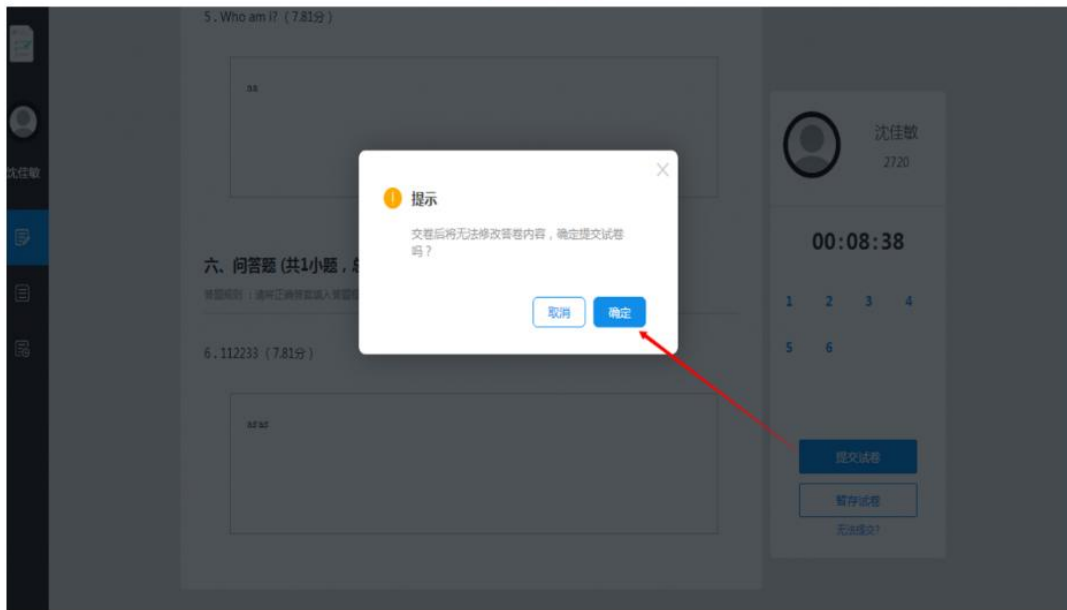 5 . Who am i? ( 7.81分 )
aa
沈佳敏
2720
沈佳敏
提示
交卷后将无法修改答卷内容，确定提交试卷
吗？
取消
确定
00:08:38
六、问答题 (共1小题，
1 2 3 4
5 6
6 . 112233 ( 7.81分 )
ad ad
提交试卷
暂存试卷
无法提交?